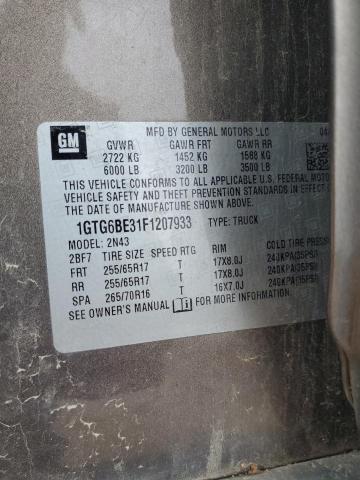 GM
MFD BY GENERAL MOTORS LLC
GVWR GAWR FRT GAWR RR
2722 KG 1452 KG 1588 KG
6000 LB 3200 LB 3500 LB
THIS VEHICLE CONFORMS TO ALL APPLICABLE U.S. FEDERAL MOTOR
VEHICLE SAFETY AND THEFT PREVENTION STANDARDS IN EFFECT ON
THE DATE OF MANUFACTURE SHOWN ABOVE.
1GTG6BE31F1207933 TYPE: TRUCK
MODEL: 2N43
2BF7 TIRE SIZE SPEED RTG RIM COLD TIRE
FRT 255/65R17 T 17X8.0J 240KPA(35PSI)
RR 255/65R17 T 17X8.0J 240KPA(35PSI)
SPA 265/70R16 T 16X7.0J 240KPA(35PSI)
SEE OWNER'S MANUAL FOR MORE INFORMATION.